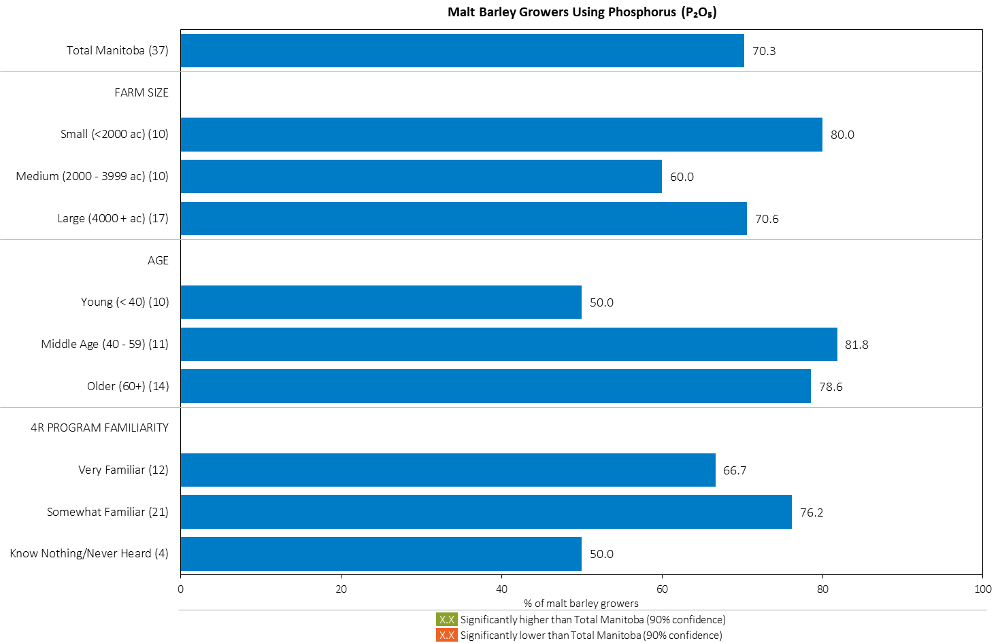 Malt Barley Growers Using Phosphorus (P₂O₅)
Total Manitoba (37)
70.3
FARM SIZE
Small (<2000 ac) (10)
80.0
Medium (2000 - 3999 ac) (10)
60.0
Large (4000 + ac) (17)
70.6
AGE
Young (< 40) (10)
50.0
Middle Age (40 - 59) (11)
81.8
Older (60+) (14)
78.6
4R PROGRAM FAMILIARITY
Very Familiar (12)
66.7
Somewhat Familiar (21)
76.2
Know Nothing/Never Heard (4)
50.0
0 20 40 60 80 100
% of malt barley growers
X.X Significantly higher than Total Manitoba (90% confidence)
X.X Significantly lower than Total Manitoba (90% confidence)